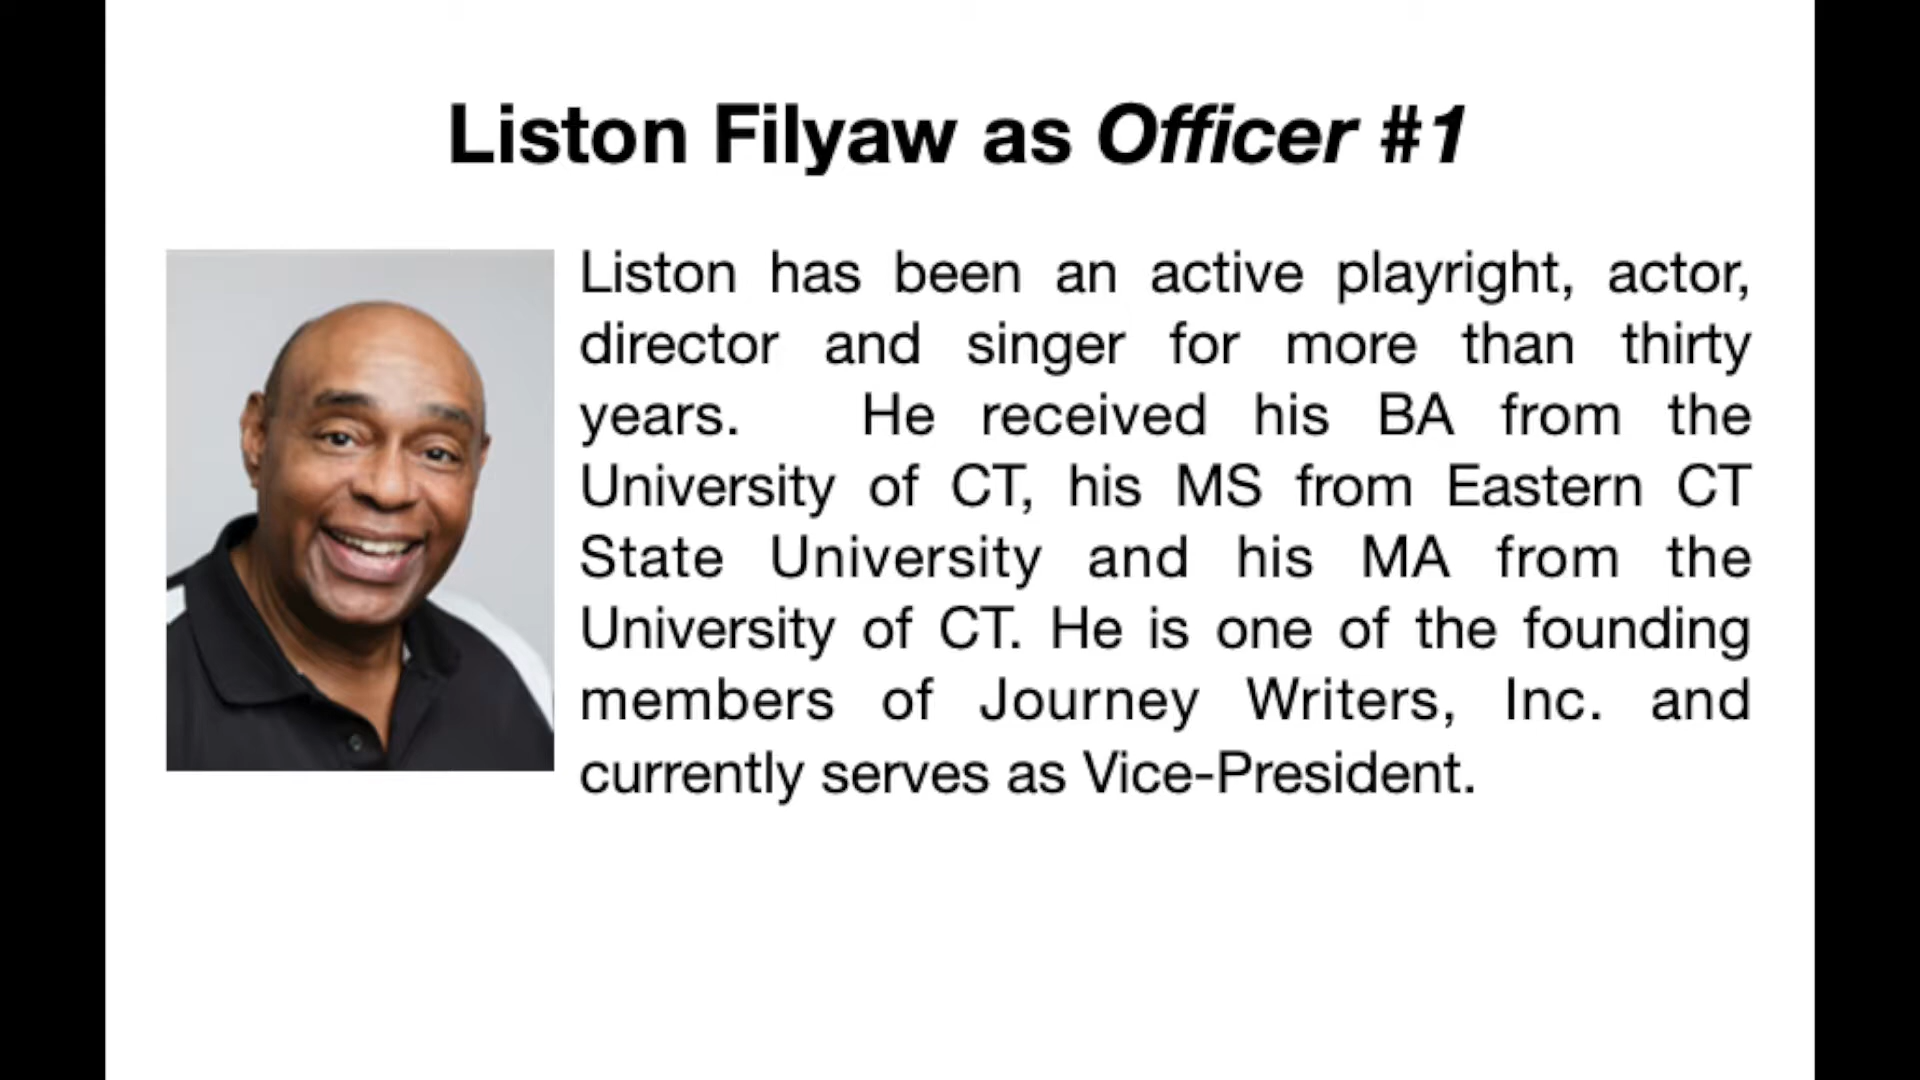 Liston Filyaw as Officer #1
Liston has been an active playright, actor,
director and singer for more than thirty
years. He received his BA from the
University of CT, his MS from Eastern CT
State University and his MA from the
University of CT. He is one of the founding
members of Journey Writers, Inc. and
currently serves as Vice-President.